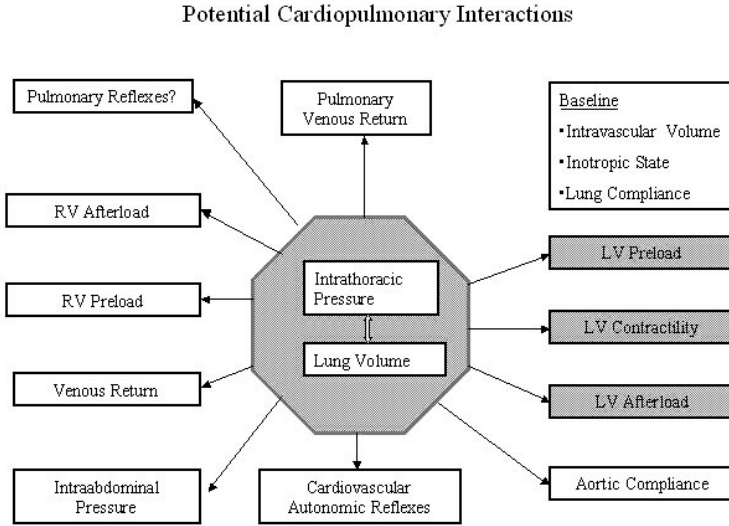 Potential Cardiopulmonary Interactions
Pulmonary Reflexes?
Pulmonary
Venous Return
Baseline
▪Intravascular Volume
▪Inotropic State
▪Lung Compliance
RV Afterload
RV Preload
Venous Return
Intraabdominal
Pressure
Intrathoracic
Pressure
Lung Volume
Cardiovascular
Autonomic Reflexes
LV Preload
LV Contractility
LV Afterload
Aortic Compliance